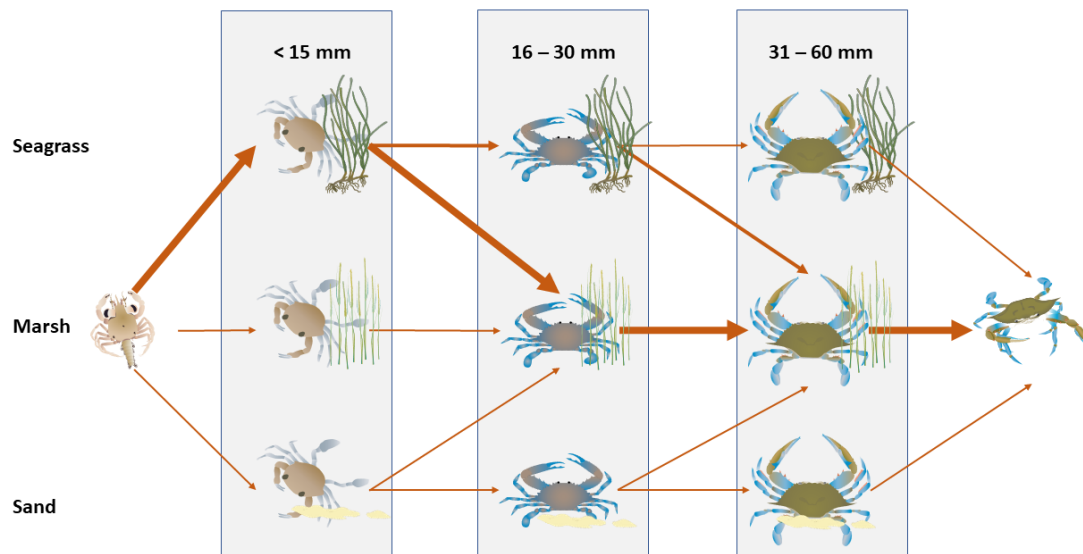 < 15 mm
16 – 30 mm
31 – 60 mm
Seagrass
Marsh
Sand